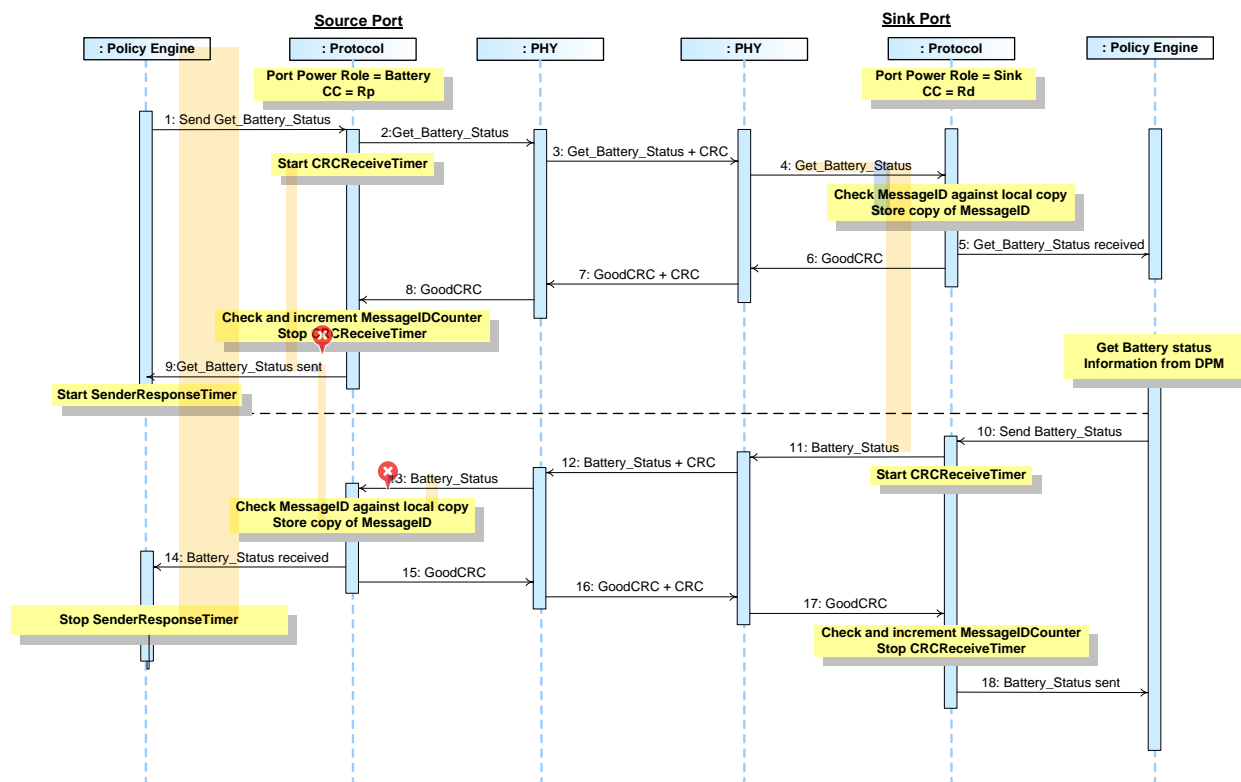 Source Port
Sink Port
: Policy Engine
: Protocol
: PHY
: PHY
: Protocol
: Policy Engine
Port Power Role = Battery
CC = Rp
Port Power Role = Sink
CC = Rd
1: Send Get_Battery_Status
2:Get_Battery_Status
Start CRCReceiveTimer
3: Get_Battery_Status + CRC
4: Get_Battery_Status
Check MessageID against local copy
Store copy of MessageID
5: Get_Battery_Status received
6: GoodCRC
7: GoodCRC + CRC
8: GoodCRC
Check and increment MessageIDCounter
Stop CRCReceiveTimer
Get Battery status
Information from DPM
9:Get_Battery_Status sent
Start SenderResponseTimer
10: Send Battery_Status
11: Battery_Status
Start CRCReceiveTimer
12: Battery_Status + CRC
13: Battery_Status
Check MessageID against local copy
Store copy of MessageID
14: Battery_Status received
15: GoodCRC
16: GoodCRC + CRC
17: GoodCRC
Stop SenderResponseTimer
Check and increment MessageIDCounter
Stop CRCReceiveTimer
18: Battery_Status sent